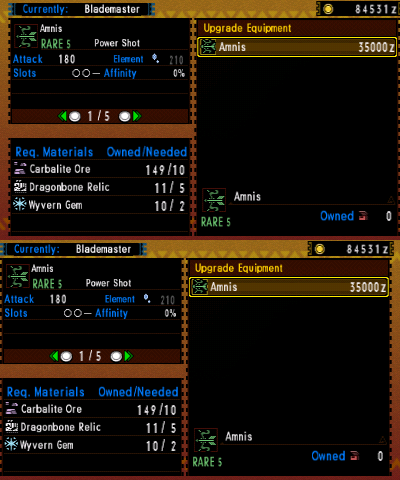 Currently: Blademaster
84531z
Amnis
RARE 5 Power Shot
Attack 180 Element 210
Slots ○○— Affinity 0%
1/5
Upgrade Equipment
Amnis 35000z
Req. Materials Owned/Needed
Carbalite Ore 149/10
Dragonbone Relic 11/5
Wyvern Gem 10/2
Amnis
RARE 5
Owned 0
Currently: Blademaster
84531z
Amnis
RARE 5 Power Shot
Attack 180 Element 210
Slots ○○— Affinity 0%
1/5
Upgrade Equipment
Amnis 35000z
Req. Materials Owned/Needed
Carbalite Ore 149/10
Dragonbone Relic 11/5
Wyvern Gem 10/2
Amnis
RARE 5
Owned 0